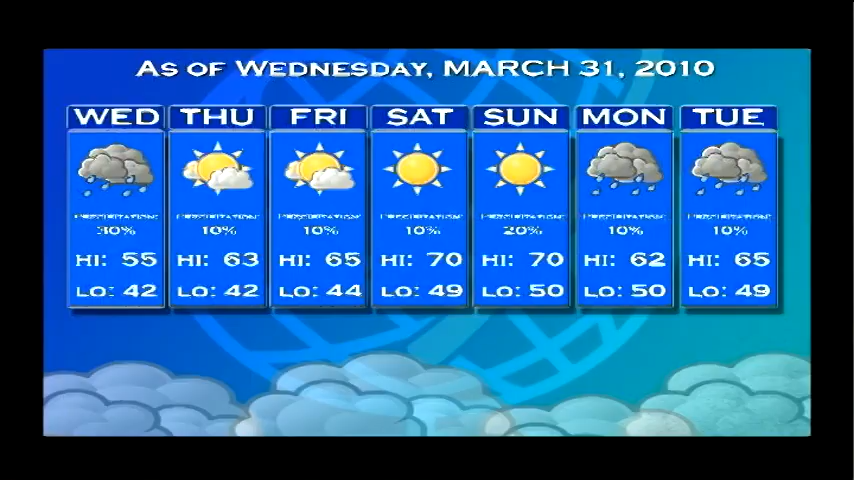 As of Wednesday, MARCH 31, 2010
WED THU FRI SAT SUN MON TUE
Precipitation: Precipitation: Precipitation: Precipitation: Precipitation: Precipitation: Precipitation:
30% 10% 10% 10% 20% 10% 10%
HI: 55 HI: 63 HI: 65 HI: 70 HI: 70 HI: 62 HI: 65
LO: 42 LO: 42 LO: 44 LO: 49 LO: 50 LO: 50 LO: 49